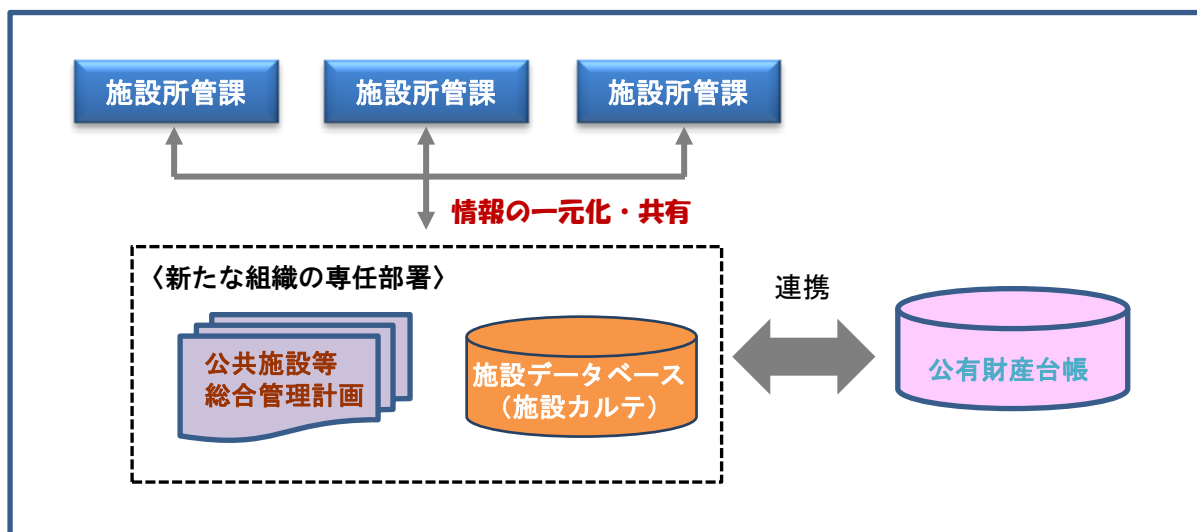 施設所管課
施設所管課
施設所管課
情報の一元化・共有
〈新たな組織の専任部署〉
公共施設等
総合管理計画
施設データベース
（施設カルテ）
連携
公有財産台帳